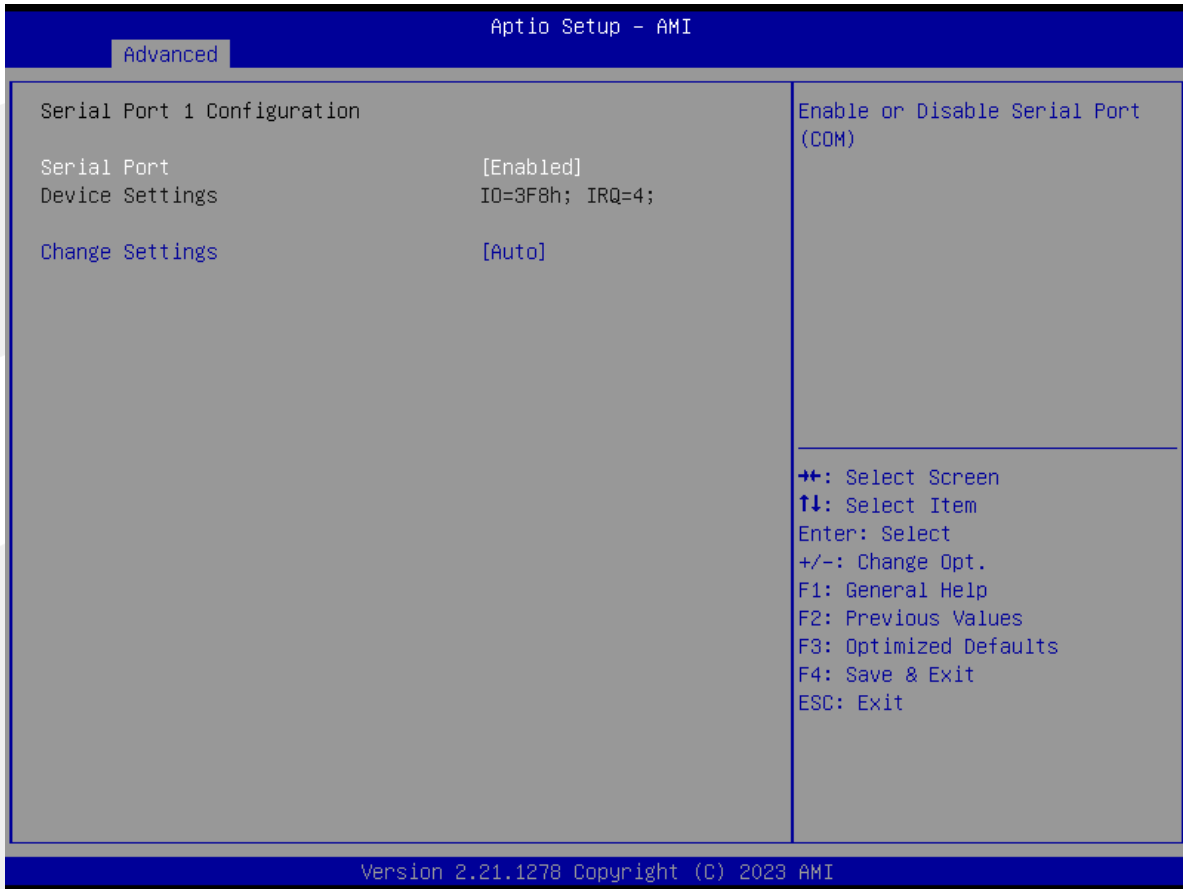 Aptio Setup – AMI
Advanced
Serial Port 1 Configuration
Serial Port [Enabled]
Device Settings IO=3F8h; IRQ=4;
Change Settings [Auto]
Enable or Disable Serial Port
(COM)
→←: Select Screen
↑↓: Select Item
Enter: Select
+/-: Change Opt.
F1: General Help
F2: Previous Values
F3: Optimized Defaults
F4: Save & Exit
ESC: Exit
Version 2.21.1278 Copyright (C) 2023 AMI